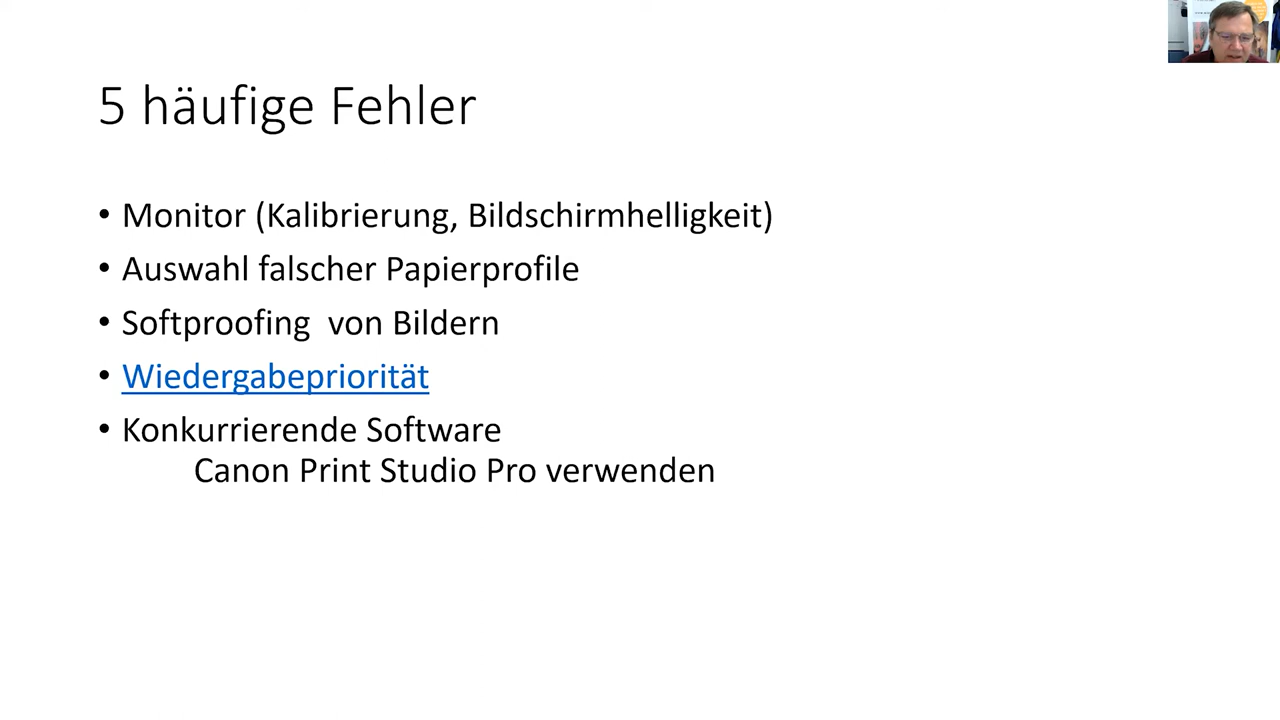 5 häufige Fehler
• Monitor (Kalibrierung, Bildschirmhelligkeit)
• Auswahl falscher Papierprofile
• Softproofing  von Bildern
• Wiedergabepriorität
• Konkurrierende Software
Canon Print Studio Pro verwenden